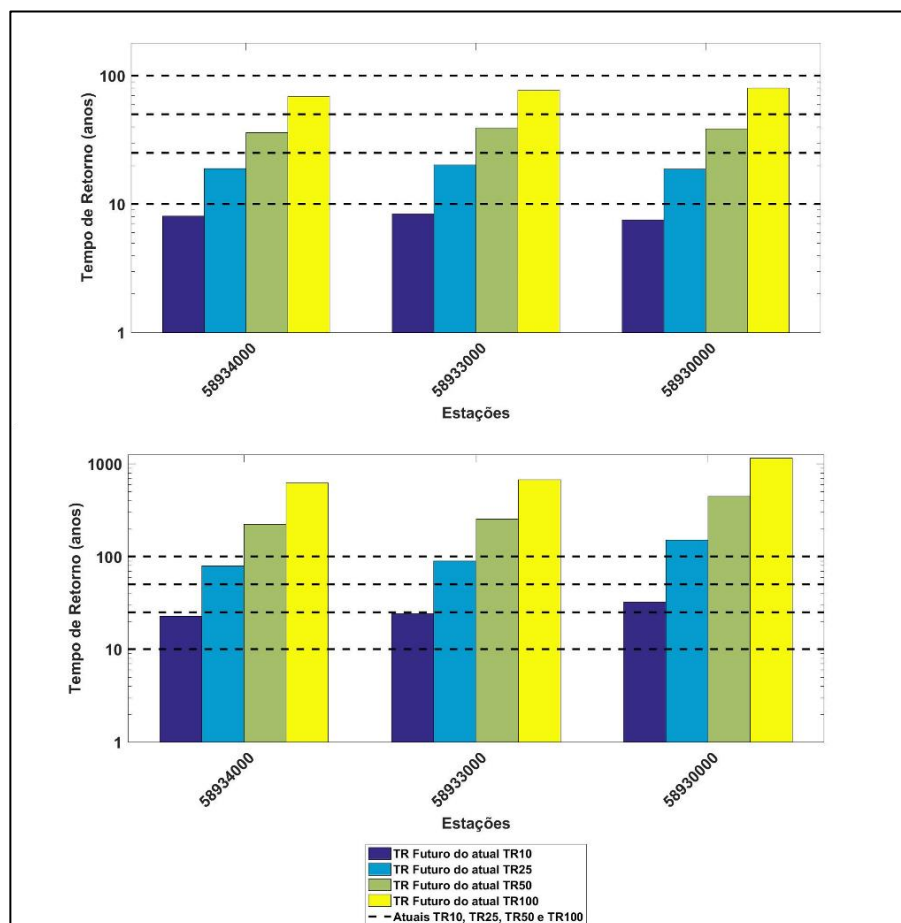 100
10
1
Tempo de Retorno (anos)
58934000
58933000
58930000
Estações
1000
100
10
1
Tempo de Retorno (anos)
58934000
58933000
58930000
Estações
TR Futuro do atual TR10
TR Futuro do atual TR25
TR Futuro do atual TR50
TR Futuro do atual TR100
Atuais TR10, TR25, TR50 e TR100